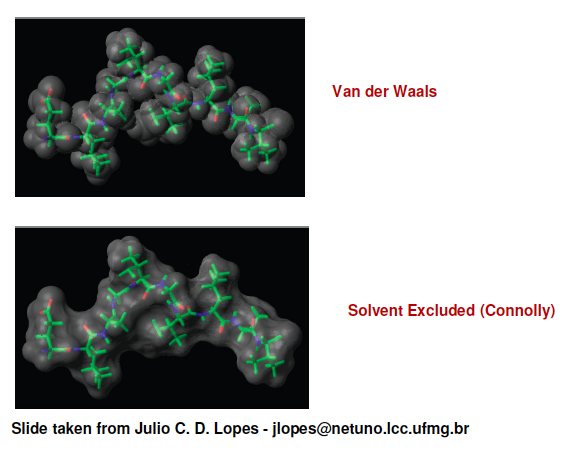 Van der Waals
Solvent Excluded (Connolly)
Slide taken from Julio C. D. Lopes - jlopes@netuno.lcc.ufmg.br